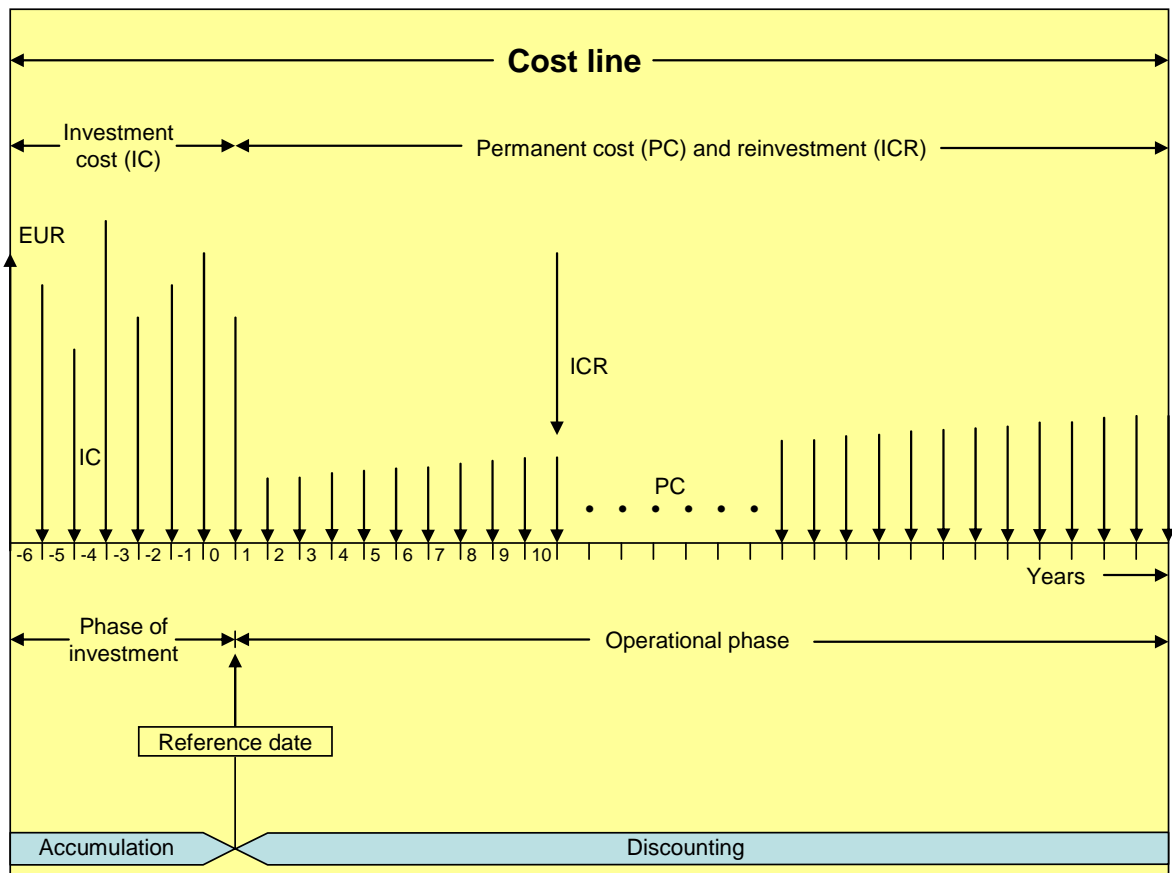 Cost line
Investment
cost (IC)
Permanent cost (PC) and reinvestment (ICR)
EUR
ICR
IC
PC
-6 -5 -4 -3 -2 -1 0 1 2 3 4 5 6 7 8 9 10
Years
Phase of
investment
Operational phase
Reference date
Accumulation
Discounting